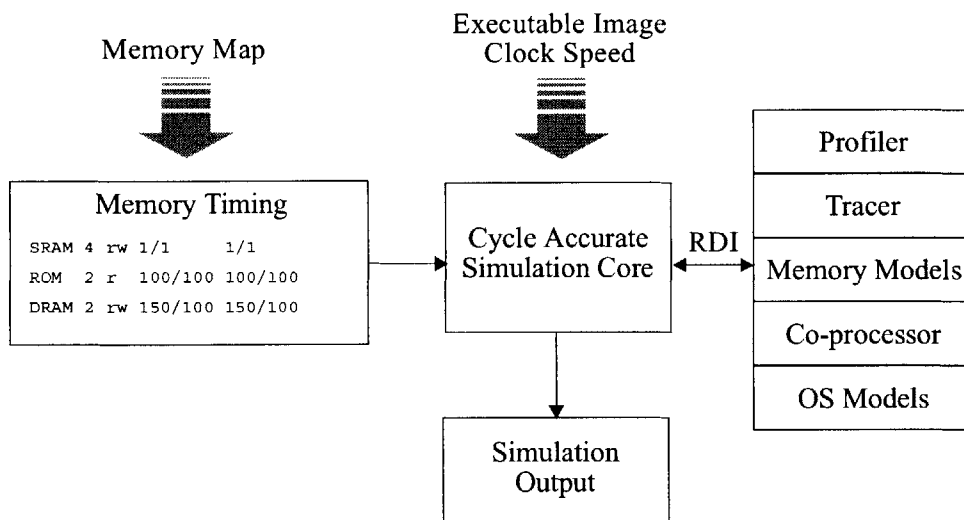 Memory Map
Executable Image
Clock Speed
Memory Timing
SRAM 4 rw 1/1 1/1
ROM 2 r 100/100 100/100
DRAM 2 rw 150/100 150/100
Cycle Accurate
Simulation Core
RDI
Profiler
Tracer
Memory Models
Co-processor
OS Models
Simulation
Output